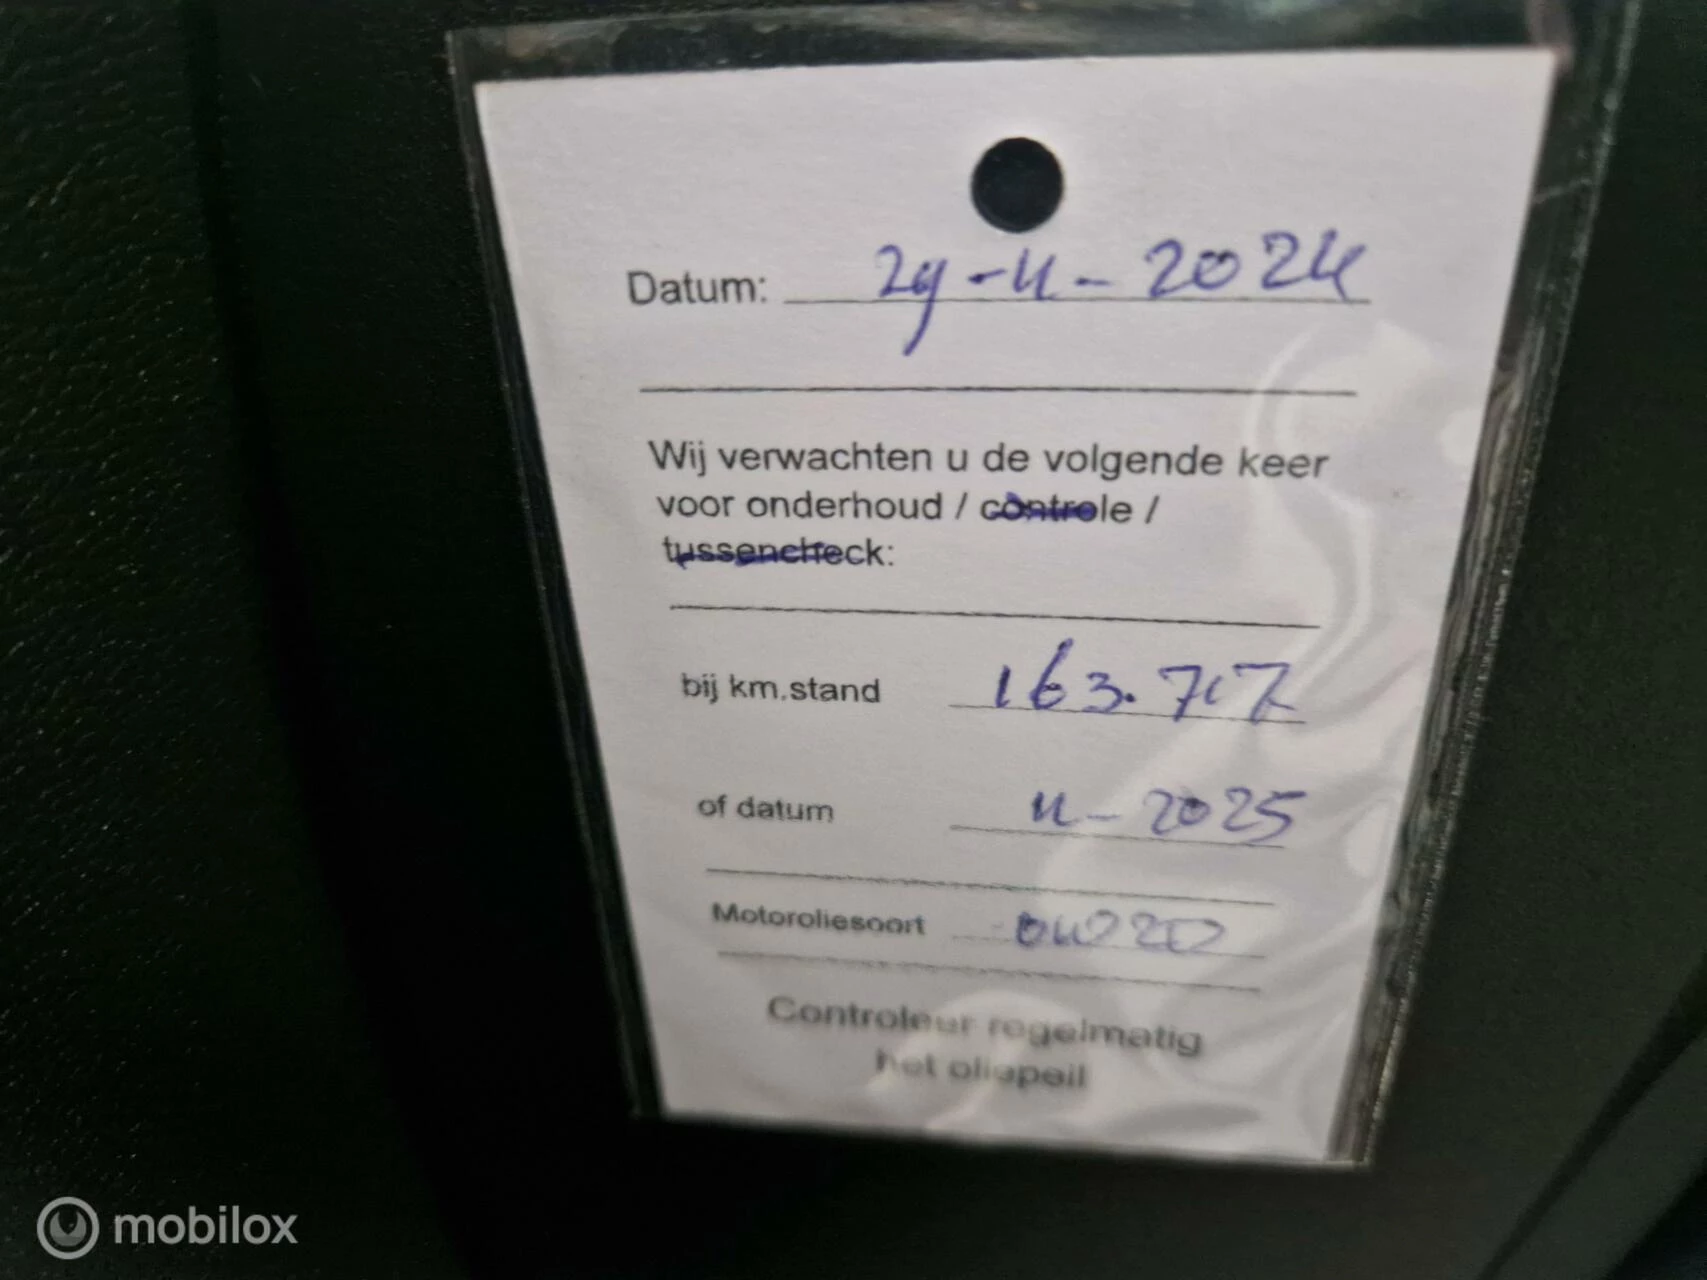 Datum: 29-11-2024
Wij verwachten u de volgende keer
voor onderhoud / controle /
tussencheck:
bij km.stand 163.717
of datum 11-2025
Motoroliesoort 0W20
Controleur regelmatig
het oliepeil
mobilox